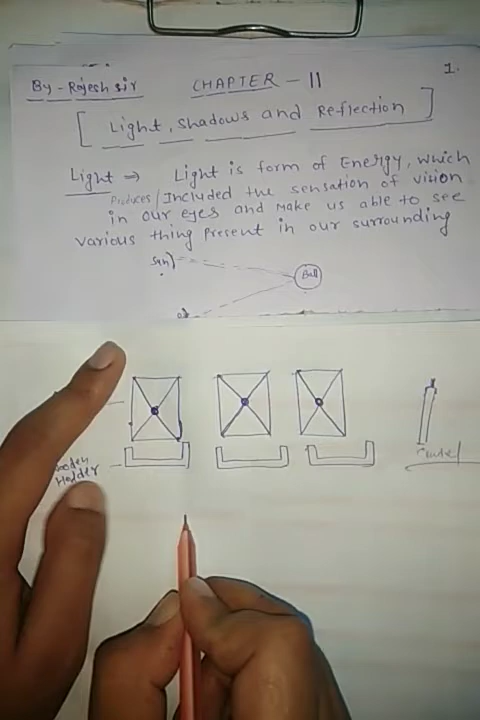 By - Rajesh sir
CHAPTER - 11
1.
[ Light, Shadows and Reflection ]
Light ⇒ Light is form of Energy, which
Produces / Included the sensation of vision
in our eyes and make us able to see
various thing present in our surrounding
Sun
Ball
Holder